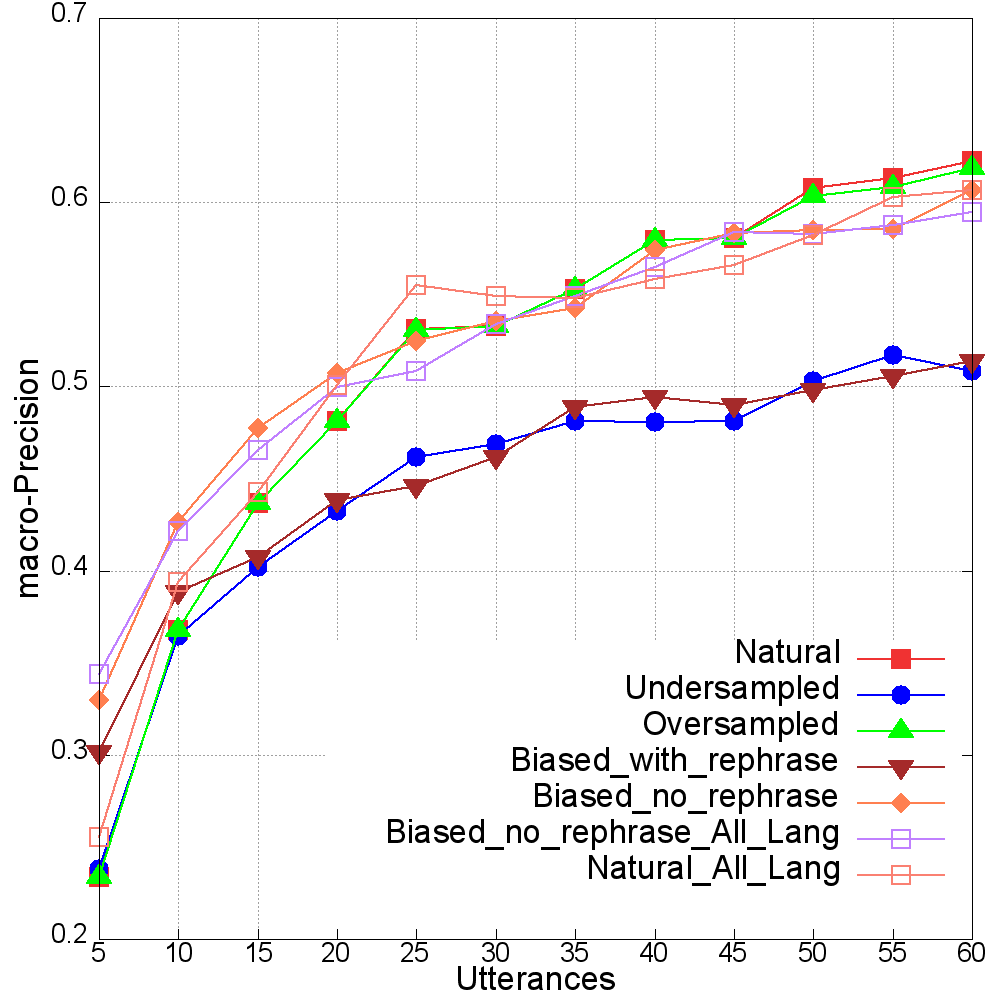 0.7
0.6
0.5
0.4
0.3
0.2
macro-Precision
Natural
Undersampled
Oversampled
Biased_with_rephrase
Biased_no_rephrase
Biased_no_rephrase_All_Lang
Natural_All_Lang
5 10 15 20 25 30 35 40 45 50 55 60
Utterances